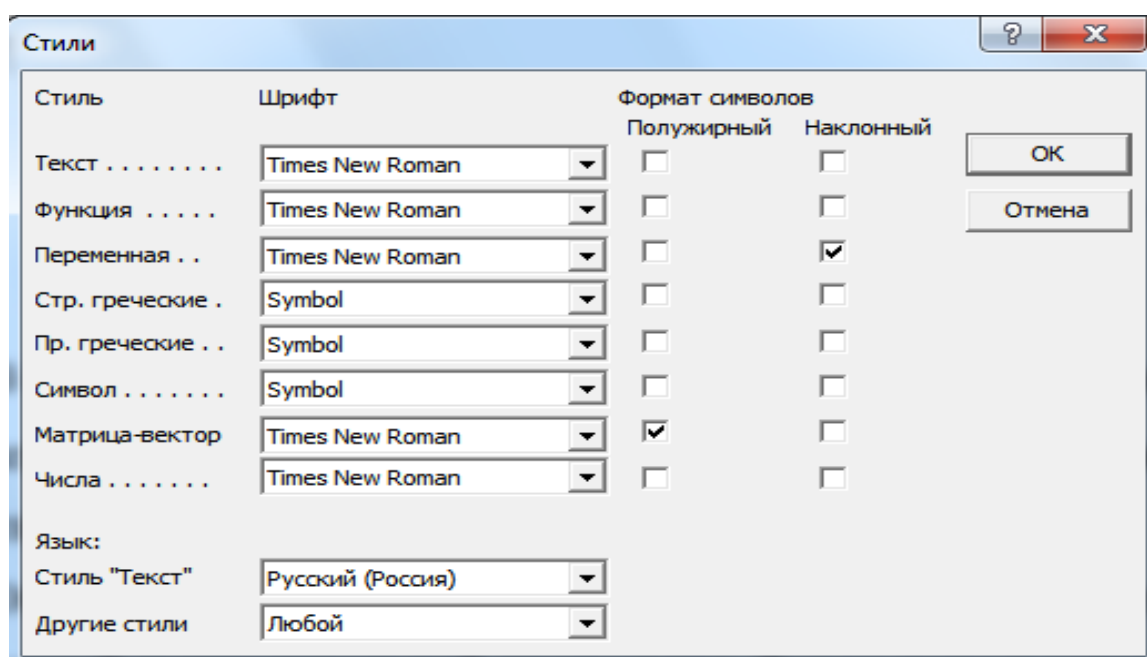 Стили
Стиль Шрифт Формат символов
Полужирный Наклонный
Текст . . . . . . . . Times New Roman OK
Функция . . . . . Times New Roman Отмена
Переменная . . Times New Roman
Стр. греческие . Symbol
Пр. греческие . . Symbol
Символ . . . . . . . Symbol
Матрица-вектор Times New Roman
Числа . . . . . . . Times New Roman
Язык:
Стиль "Текст" Русский (Россия)
Другие стили Любой